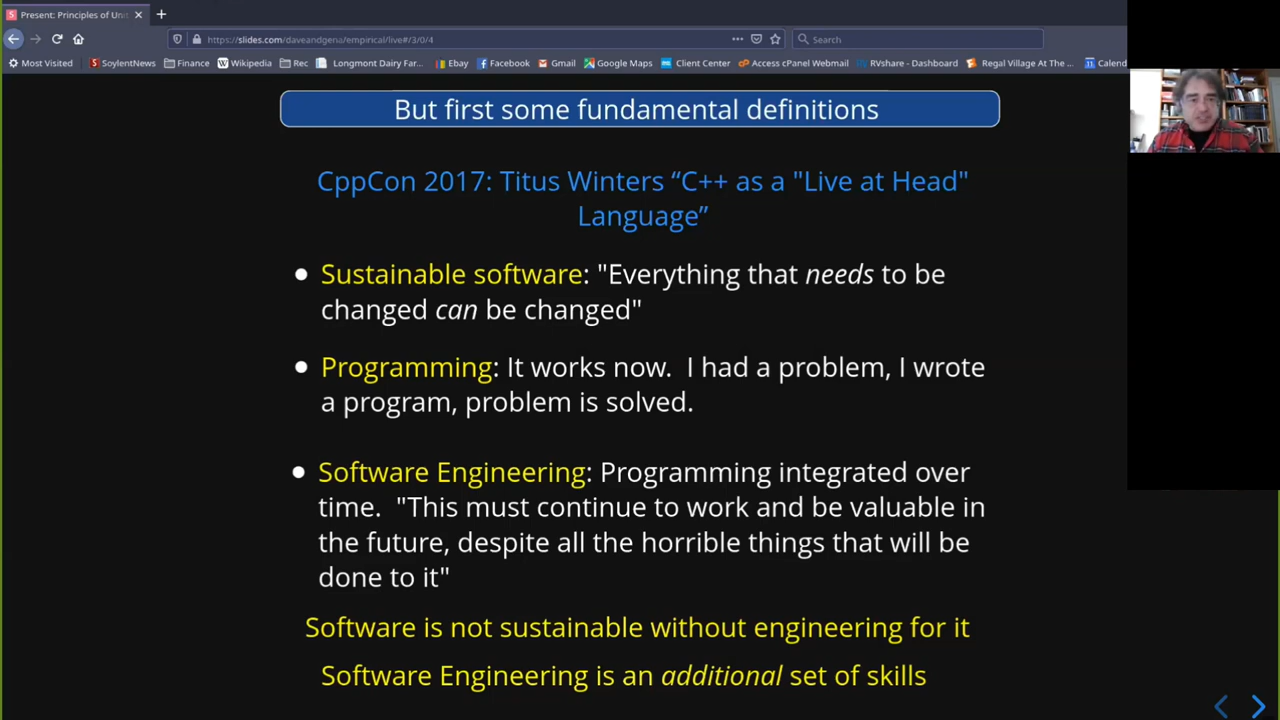 Present: Principles of Unit
https://slides.com/daveandgena/empirical/live#/3/0/4
Search
Most Visited
SoylentNews
Finance
Wikipedia
Rec
Longmont Dairy Far...
Ebay
Facebook
Gmail
Google Maps
Client Center
Access cPanel Webmail
RVshare - Dashboard
Regal Village At The ...
Calend
But first some fundamental definitions
CppCon 2017: Titus Winters “C++ as a "Live at Head"
Language”
Sustainable software: "Everything that needs to be
changed can be changed"
Programming: It works now. I had a problem, I wrote
a program, problem is solved.
Software Engineering: Programming integrated over
time. "This must continue to work and be valuable in
the future, despite all the horrible things that will be
done to it"
Software is not sustainable without engineering for it
Software Engineering is an additional set of skills